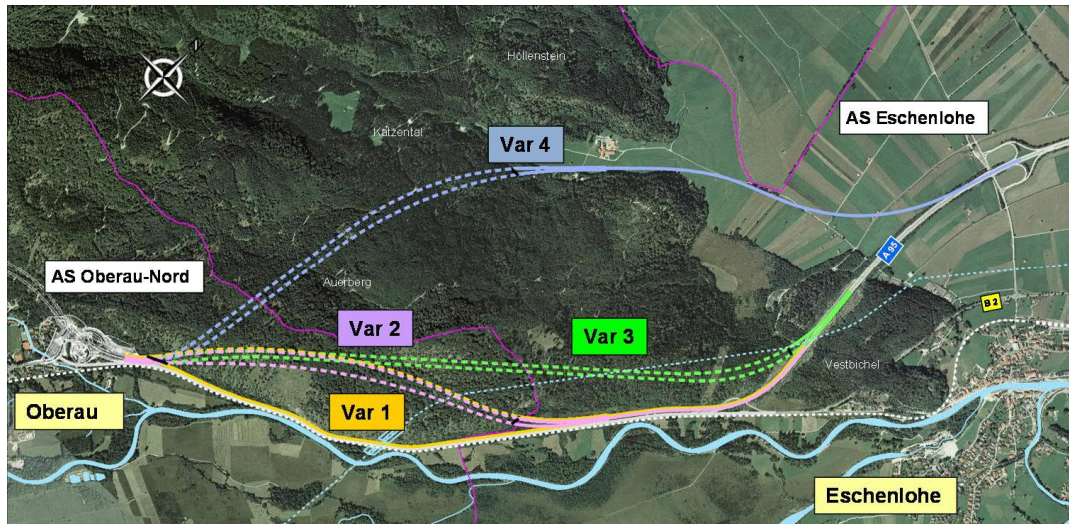 Höllenstein
AS Eschenlohe
Katzental
Var 4
A 95
AS Oberau-Nord
Auerberg
B 2
Var 2
Var 3
Vestbichel
Oberau
Var 1
Eschenlohe